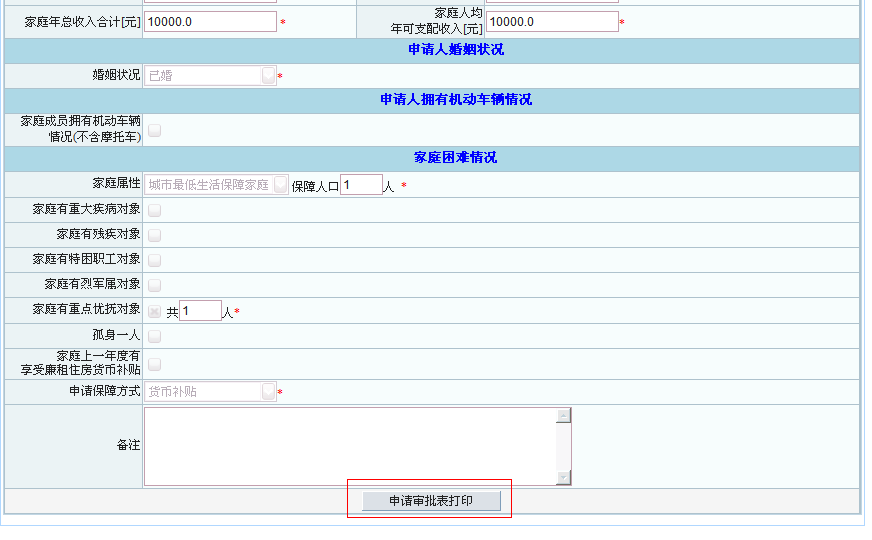 家庭年总收入合计[元] 10000.0 * 家庭人均
年可支配收入[元] 10000.0 *
申请人婚姻状况
婚姻状况 已婚 *
申请人拥有机动车辆情况
家庭成员拥有机动车辆
情况(不含摩托车)
家庭困难情况
家庭属性 城市最低生活保障家庭 保障人口 1 人 *
家庭有重大疾病对象
家庭有残疾对象
家庭有特困职工对象
家庭有烈军属对象
家庭有重点优抚对象 共 1 人*
孤身一人
家庭上一年度有
享受廉租住房货币补贴
申请保障方式 货币补贴 *
备注
申请审批表打印